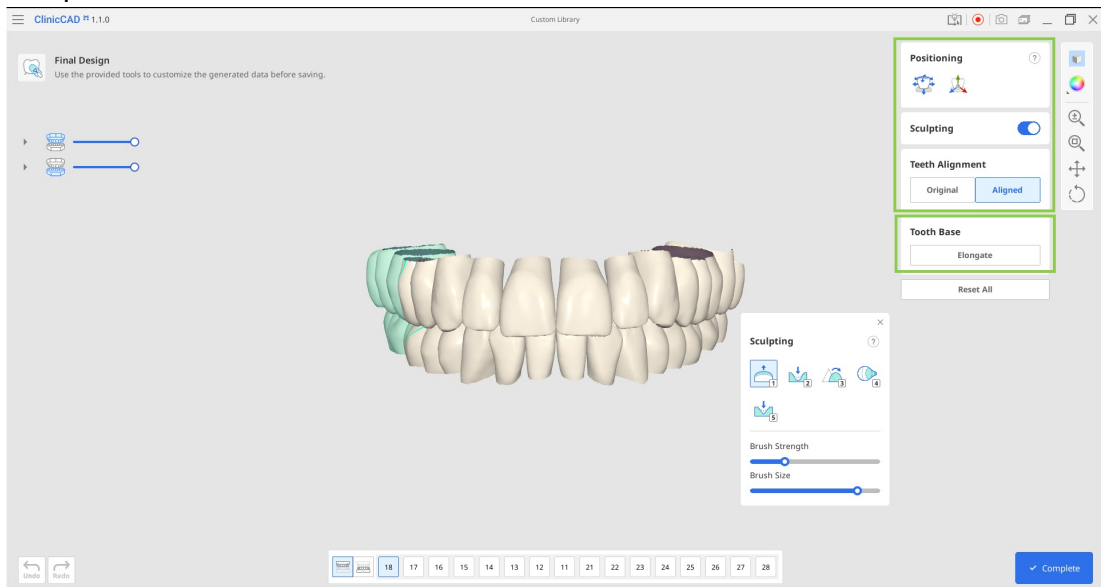 ClinicCAD 1.1.0
Custom Library
Final Design
Use the provided tools to customize the generated data before saving.
Positioning
?
Sculpting
Teeth Alignment
Original Aligned
Tooth Base
Elongate
Reset All
Sculpting
?
1 2 3 4
5
Brush Strength
Brush Size
Undo Redo
18 17 16 15 14 13 12 11 21 22 23 24 25 26 27 28
Complete